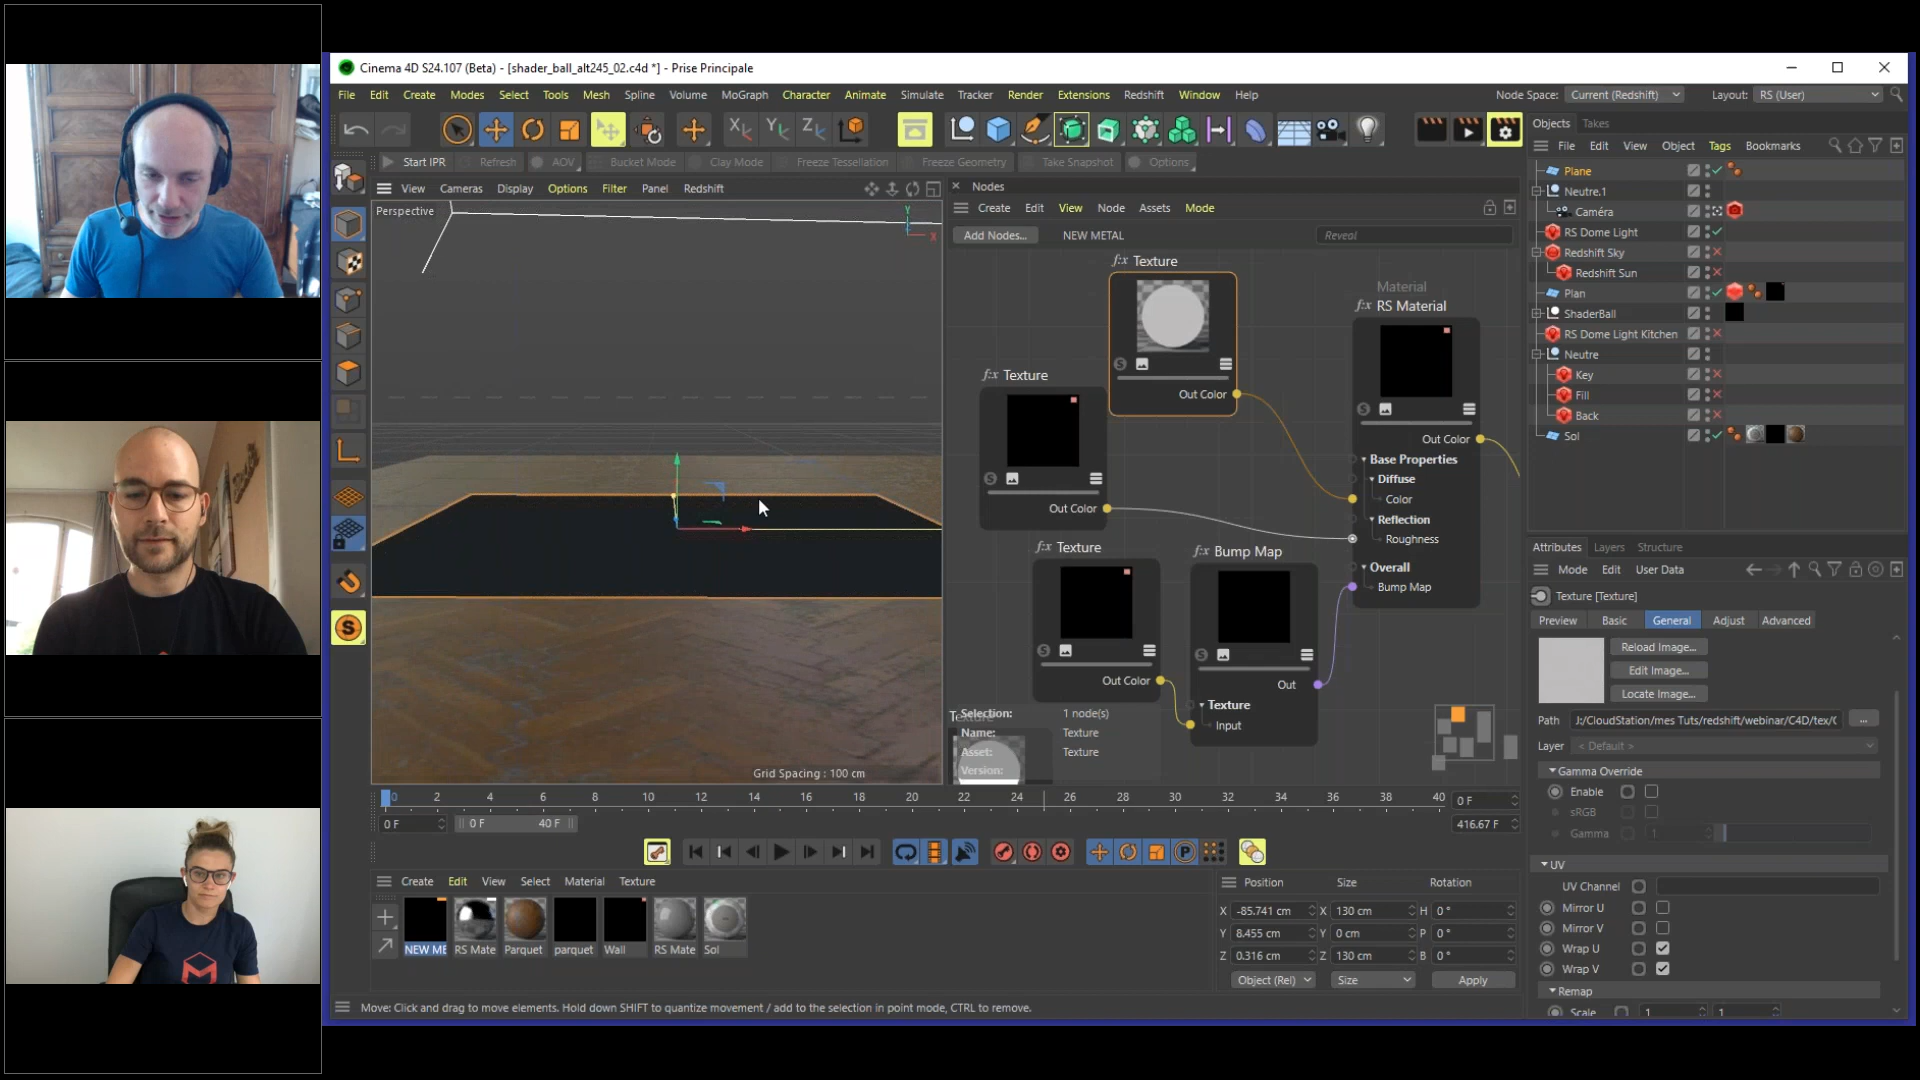 Cinema 4D S24.107 (Beta) - [shader_ball_alt245_02.c4d *] - Prise Principale
File Edit Create Modes Select Tools Mesh Spline Volume MoGraph Character Animate Simulate Tracker Render Extensions Redshift Window Help
Node Space: Current (Redshift) Layout: RS (User)
Start IPR Refresh AOV Bucket Mode Clay Mode Freeze Tessellation Freeze Geometry Take Snapshot Options
View Cameras Display Options Filter Panel Redshift
Perspective
Y
X
Grid Spacing : 100 cm
Nodes
Create Edit View Node Assets Mode
Add Nodes... NEW METAL Reveal
Texture
Out Color
Texture
Out Color
Material
RS Material
Out Color
Base Properties
Diffuse
Color
Reflection
Roughness
Overall
Bump Map
Texture
Out Color
Bump Map
Out
Texture
Input
Selection: 1 node(s)
Name: Texture
Asset: Texture
Version:
Objects Takes
File Edit View Object Tags Bookmarks
Plane
Neutre.1
Caméra
RS Dome Light
Redshift Sky
Redshift Sun
Plan
ShaderBall
RS Dome Light Kitchen
Neutre
Key
Fill
Back
Sol
Attributes Layers Structure
Mode Edit User Data
Texture [Texture]
Preview Basic General Adjust Advanced
Reload Image...
Edit Image...
Locate Image...
Path J:/CloudStation/mes Tuts/redshift/webinar/C4D/tex/( ...
Layer < Default >
Gamma Override
Enable
sRGB
Gamma 1
UV
UV Channel
Mirror U
Mirror V
Wrap U
Wrap V
Remap
Scale 1 1
0 2 4 6 8 10 12 14 16 18 20 22 24 26 28 30 32 34 36 38 40 0 F
0 F 0 F 40 F 416.67 F
Create Edit View Select Material Texture
NEW ME RS Mate Parquet parquet Wall RS Mate Sol
Position Size Rotation
X -85.741 cm X 130 cm H 0 °
Y 8.455 cm Y 0 cm P 0 °
Z 0.316 cm Z 130 cm B 0 °
Object (Rel) Size Apply
Move: Click and drag to move elements. Hold down SHIFT to quantize movement / add to the selection in point mode, CTRL to remove.